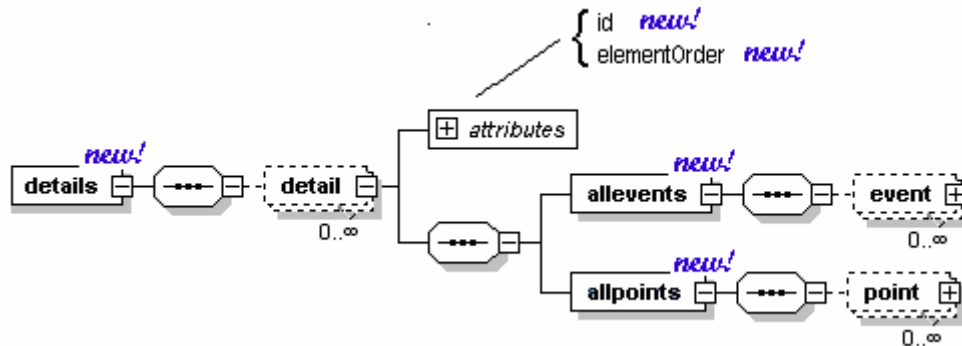 id new!
elementOrder new!
attributes
new!
details
detail
0..∞
new!
allevents
event
0..∞
new!
allpoints
point
0..∞